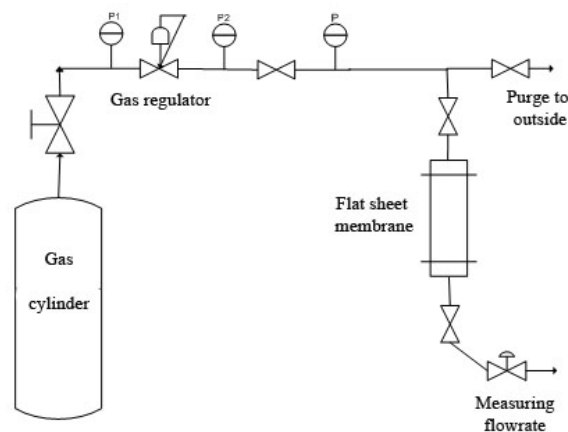 P1
P2
P
Gas regulator
Purge to
outside
Flat sheet
membrane
Gas
cylinder
Measuring
flowrate